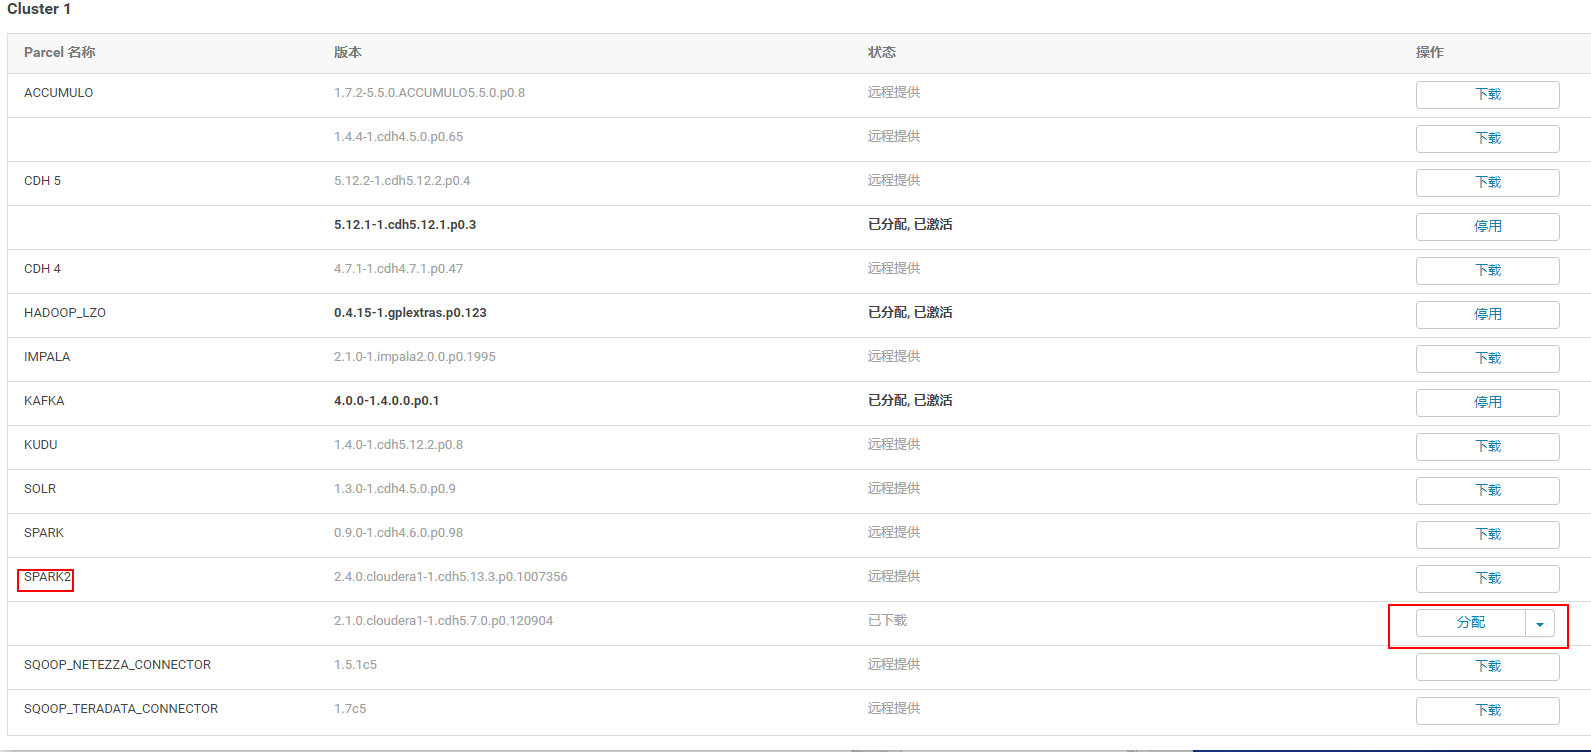 Cluster 1
Parcel 名称 版本 状态 操作
ACCUMULO 1.7.2-5.5.0.ACCUMULO5.5.0.p0.8 远程提供 下载
1.4.4-1.cdh4.5.0.p0.65 远程提供 下载
CDH 5 5.12.2-1.cdh5.12.2.p0.4 远程提供 下载
5.12.1-1.cdh5.12.1.p0.3 已分配, 已激活 停用
CDH 4 4.7.1-1.cdh4.7.1.p0.47 远程提供 下载
HADOOP_LZO 0.4.15-1.gplextras.p0.123 已分配, 已激活 停用
IMPALA 2.1.0-1.impala2.0.0.p0.1995 远程提供 下载
KAFKA 4.0.0-1.4.0.0.p0.1 已分配, 已激活 停用
KUDU 1.4.0-1.cdh5.12.2.p0.8 远程提供 下载
SOLR 1.3.0-1.cdh4.5.0.p0.9 远程提供 下载
SPARK 0.9.0-1.cdh4.6.0.p0.98 远程提供 下载
SPARK2 2.4.0.cloudera1-1.cdh5.13.3.p0.1007356 远程提供 下载
2.1.0.cloudera1-1.cdh5.7.0.p0.120904 已下载 分配
SQOOP_NETEZZA_CONNECTOR 1.5.1c5 远程提供 下载
SQOOP_TERADATA_CONNECTOR 1.7c5 远程提供 下载